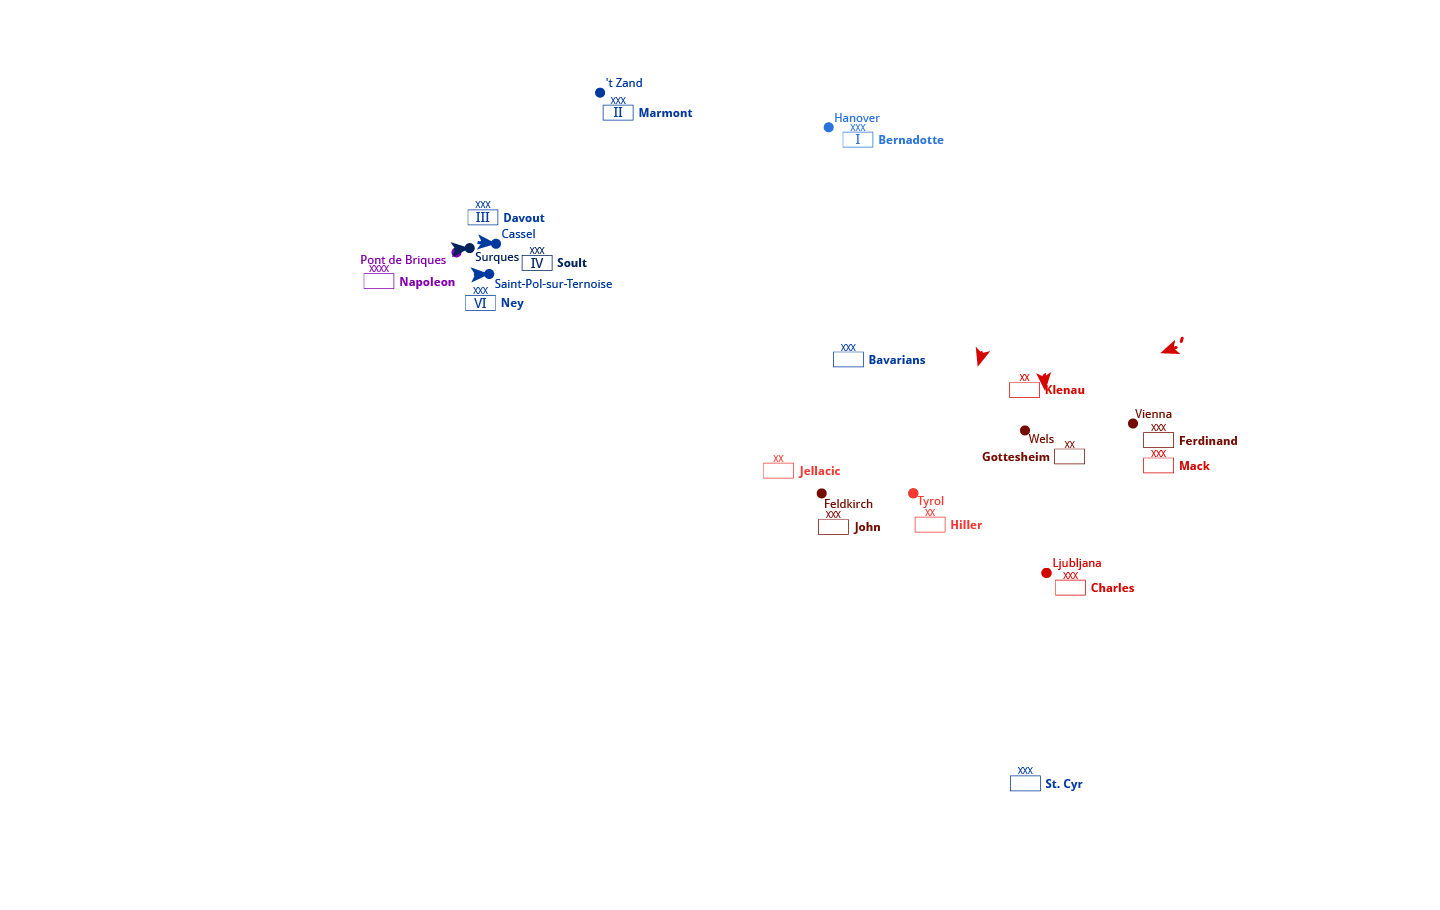 't Zand
XXX
II Marmont
Hanover
XXX
I Bernadotte
XXX
III Davout
Cassel
Surques
XXX
IV Soult
Pont de Briques
XXXX
Napoleon
Saint-Pol-sur-Ternoise
XXX
VI Ney
XXX
Bavarians
XX
Klenau
Vienna
XXX
Ferdinand
XXX
Mack
Wels
XX
Gottesheim
XX
Jellacic
Feldkirch
XXX
John
Tyrol
XX
Hiller
Ljubljana
XXX
Charles
XXX
St. Cyr